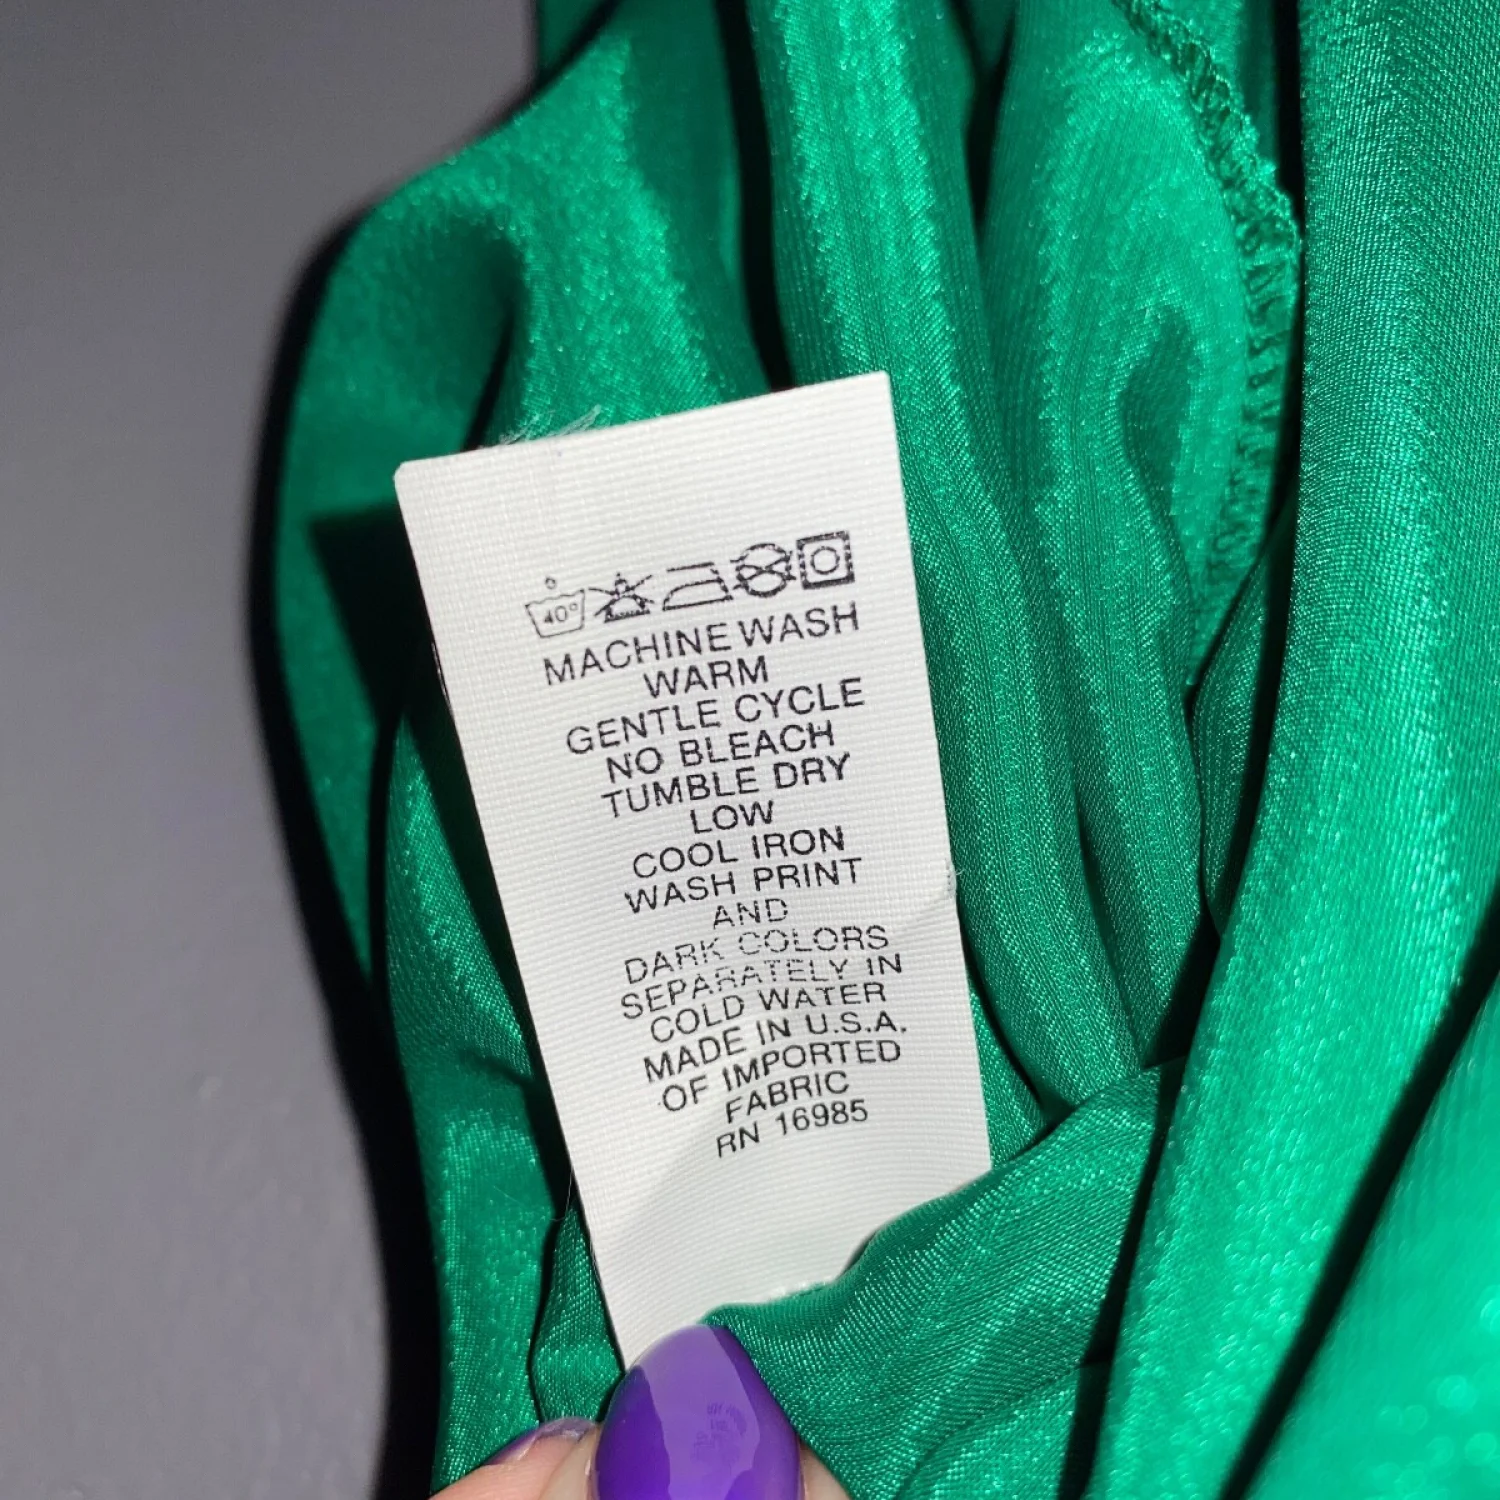 40°
MACHINE WASH
WARM
GENTLE CYCLE
NO BLEACH
TUMBLE DRY
LOW
COOL IRON
WASH PRINT
AND
DARK COLORS
SEPARATELY IN
COLD WATER
MADE IN U.S.A.
OF IMPORTED
FABRIC
RN 16985